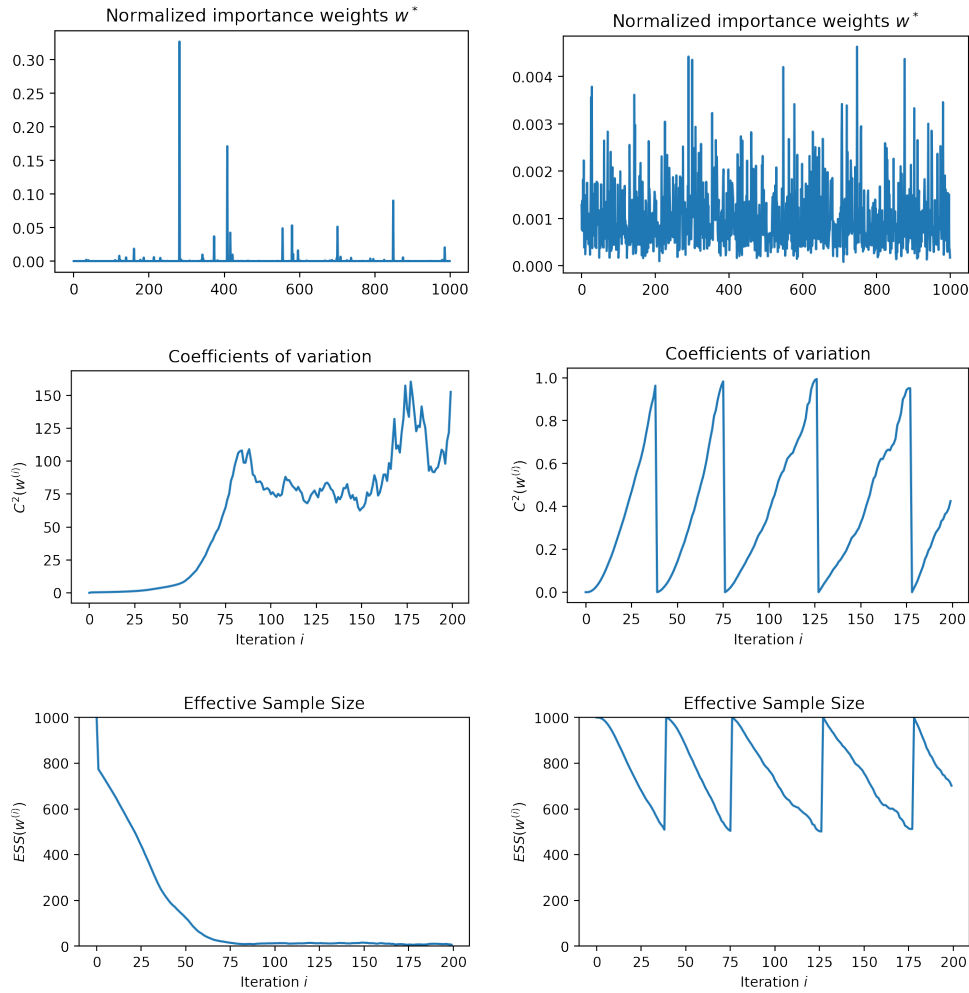 Normalized importance weights w*
0.30
0.25
0.20
0.15
0.10
0.05
0.00
0 200 400 600 800 1000
Normalized importance weights w*
0.004
0.003
0.002
0.001
0.000
0 200 400 600 800 1000
Coefficients of variation
C²(w⁽ⁱ⁾)
150
125
100
75
50
25
0
0 25 50 75 100 125 150 175 200
Iteration i
Coefficients of variation
C²(w⁽ⁱ⁾)
1.0
0.8
0.6
0.4
0.2
0.0
0 25 50 75 100 125 150 175 200
Iteration i
Effective Sample Size
ESS(w⁽ⁱ⁾)
1000
800
600
400
200
0
0 25 50 75 100 125 150 175 200
Iteration i
Effective Sample Size
ESS(w⁽ⁱ⁾)
1000
800
600
400
200
0
0 25 50 75 100 125 150 175 200
Iteration i